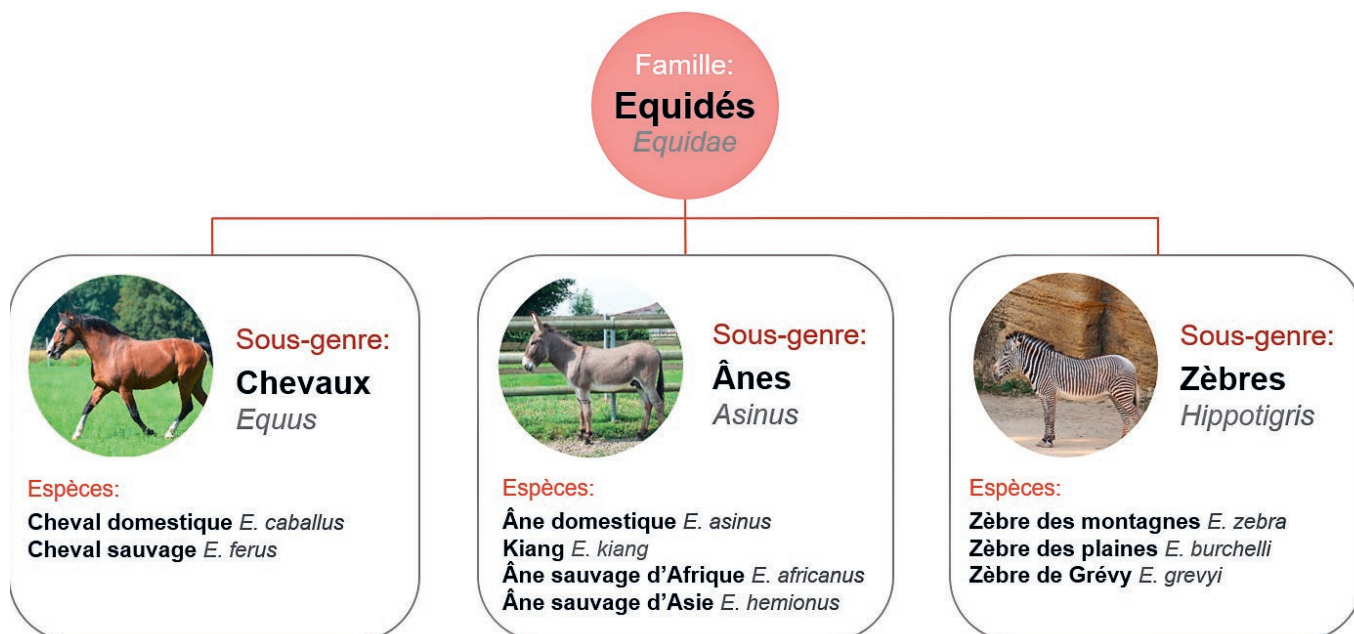 Famille:
Equidés
Equidae
Sous-genre:
Chevaux
Equus
Espèces:
Cheval domestique E. caballus
Cheval sauvage E. ferus
Sous-genre:
Ânes
Asinus
Espèces:
Âne domestique E. asinus
Kiang E. kiang
Âne sauvage d’Afrique E. africanus
Âne sauvage d’Asie E. hemionus
Sous-genre:
Zèbres
Hippotigris
Espèces:
Zèbre des montagnes E. zebra
Zèbre des plaines E. burchelli
Zèbre de Grévy E. grevyi